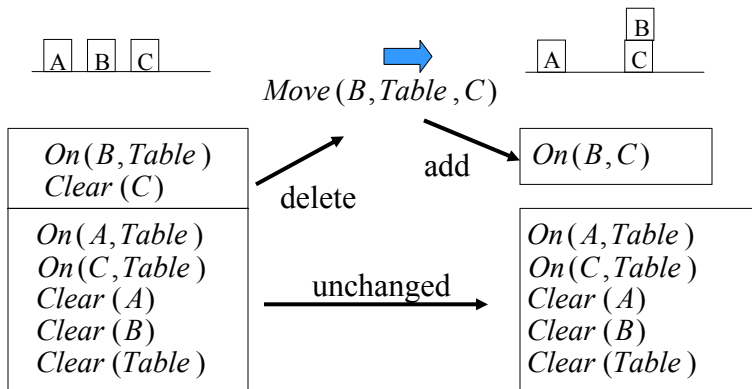 A B C
B
A C
Move (B, Table, C)
On (B, Table)
Clear (C)
delete
add
On (B, C)
On (A, Table)
On (C, Table)
Clear (A)
Clear (B)
Clear (Table)
unchanged
On (A, Table)
On (C, Table)
Clear (A)
Clear (B)
Clear (Table)